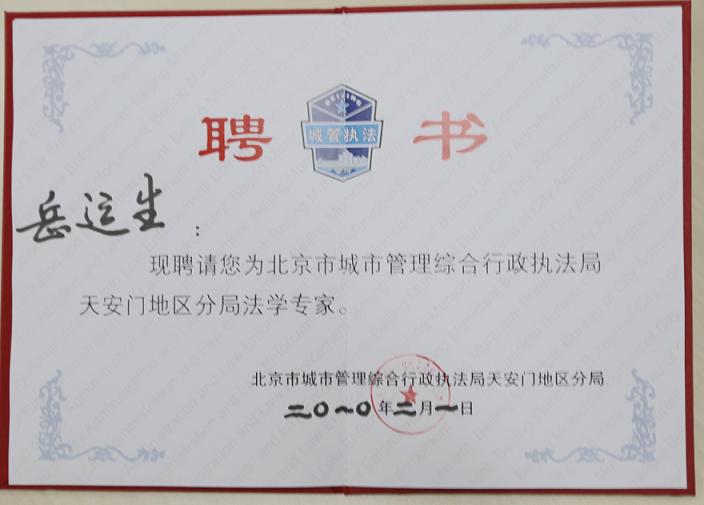 聘 书
BEIJING
城管执法
岳运生：
现聘请您为北京市城市管理综合行政执法局
天安门地区分局法学专家。
北京市城市管理综合行政执法局天安门地区分局
二〇一〇年二月一日